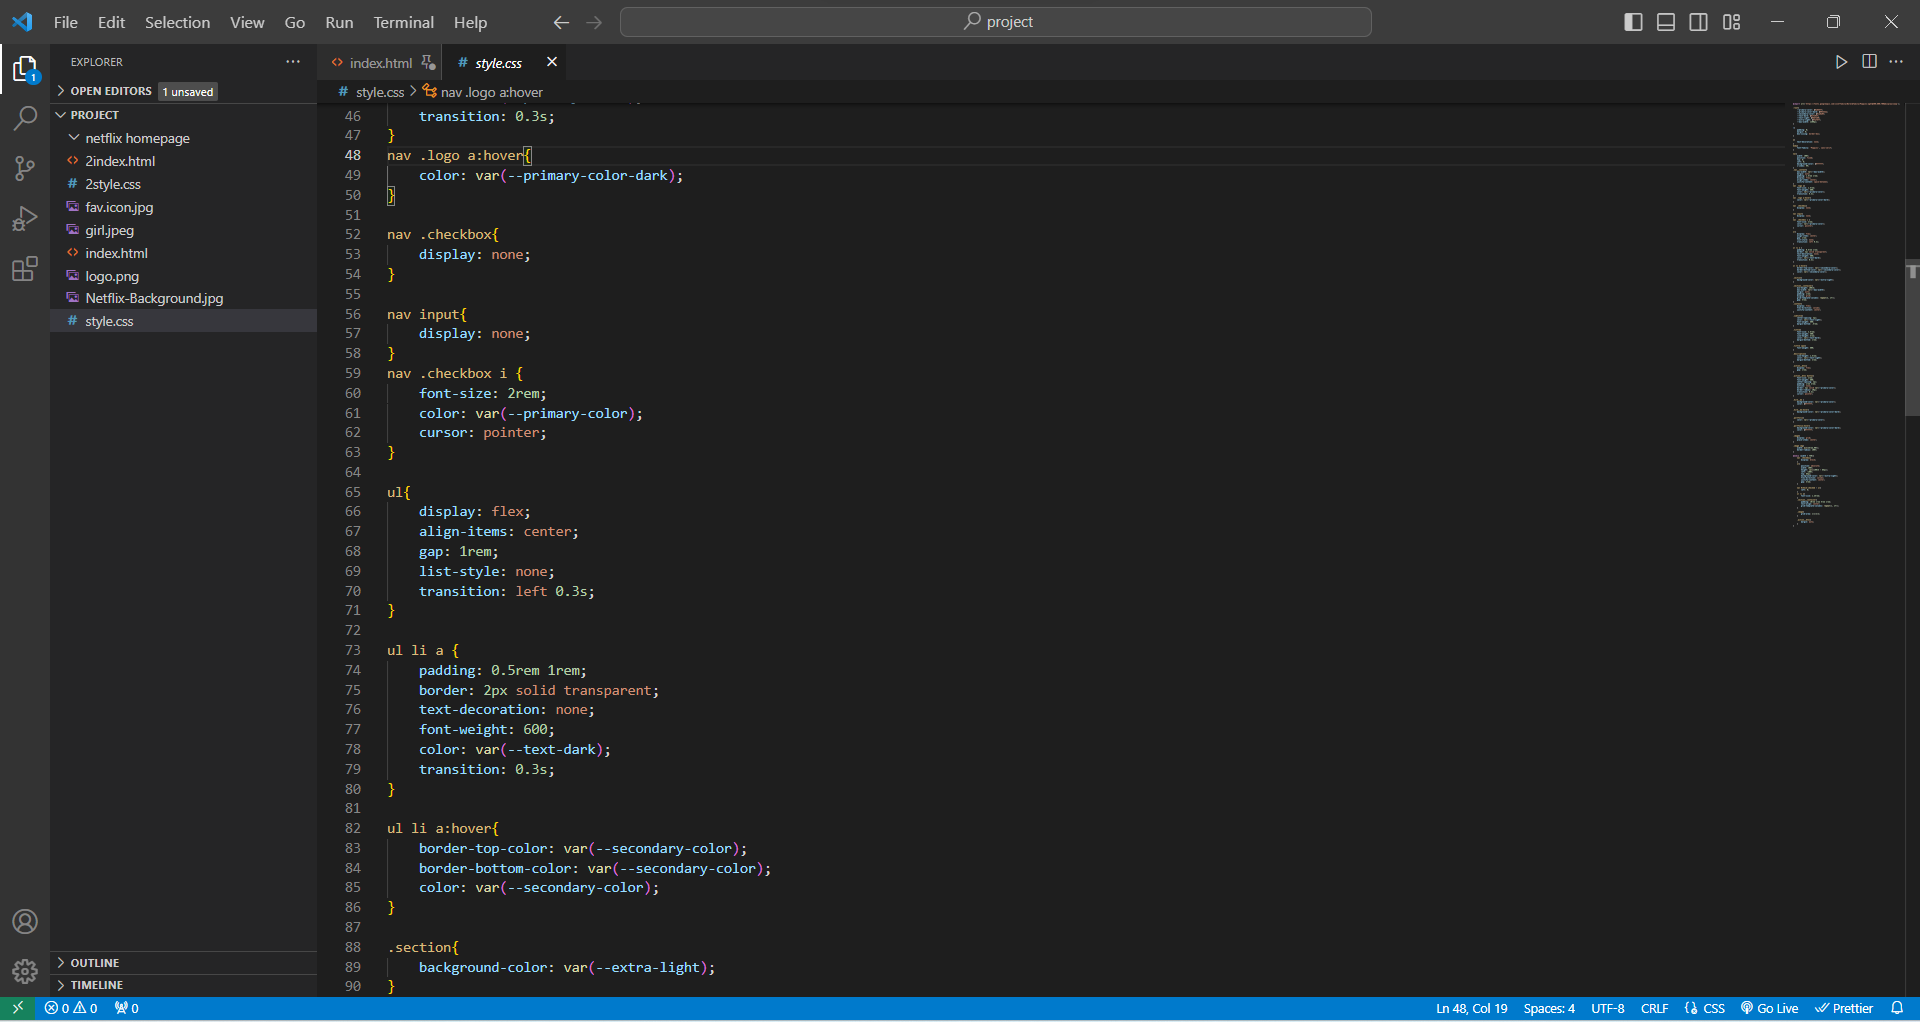 File Edit Selection View Go Run Terminal Help
project
EXPLORER
OPEN EDITORS 1 unsaved
PROJECT
netflix homepage
2index.html
2style.css
fav.icon.jpg
girl.jpeg
index.html
logo.png
Netflix-Background.jpg
style.css
OUTLINE
TIMELINE
1
index.html
style.css
style.css > nav .logo a:hover
46 transition: 0.3s;
47 }
48 nav .logo a:hover{
49 color: var(--primary-color-dark);
50 }
51
52 nav .checkbox{
53 display: none;
54 }
55
56 nav input{
57 display: none;
58 }
59 nav .checkbox i {
60 font-size: 2rem;
61 color: var(--primary-color);
62 cursor: pointer;
63 }
64
65 ul{
66 display: flex;
67 align-items: center;
68 gap: 1rem;
69 list-style: none;
70 transition: left 0.3s;
71 }
72
73 ul li a {
74 padding: 0.5rem 1rem;
75 border: 2px solid transparent;
76 text-decoration: none;
77 font-weight: 600;
78 color: var(--text-dark);
79 transition: 0.3s;
80 }
81
82 ul li a:hover{
83 border-top-color: var(--secondary-color);
84 border-bottom-color: var(--secondary-color);
85 color: var(--secondary-color);
86 }
87
88 .section{
89 background-color: var(--extra-light);
90 }
0 0 0
Ln 48, Col 19 Spaces: 4 UTF-8 CRLF CSS Go Live Prettier